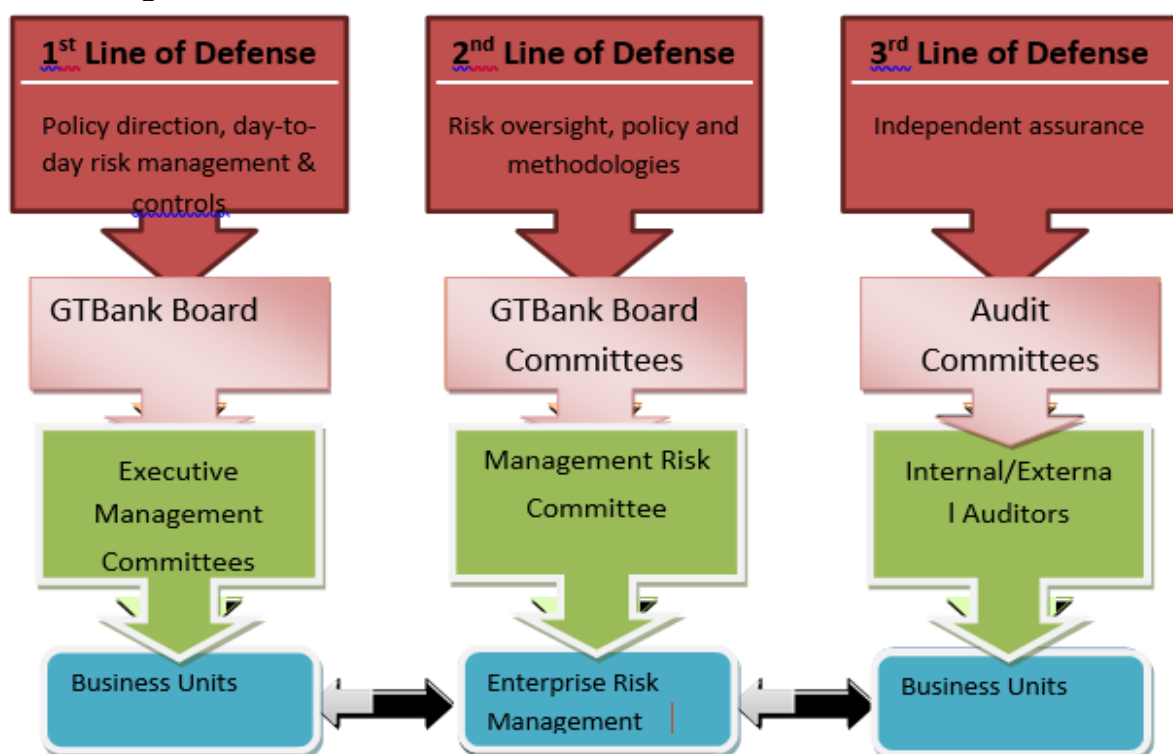 1st Line of Defense
Policy direction, day-to-
day risk management &
controls
2nd Line of Defense
Risk oversight, policy and
methodologies
3rd Line of Defense
Independent assurance
GTBank Board
GTBank Board
Committees
Audit
Committees
Executive
Management
Committees
Management Risk
Committee
Internal/Externa
l Auditors
Business Units
Enterprise Risk
Management
Business Units